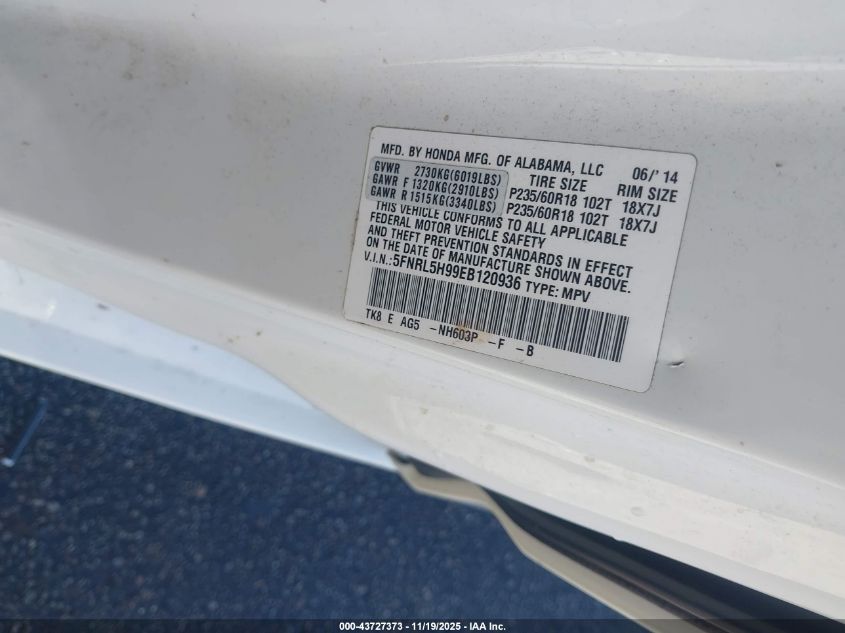 MFD. BY HONDA MFG. OF ALABAMA, LLC 06/'14
GVWR 2730KG(6019LBS) TIRE SIZE RIM SIZE
GAWR F 1320KG(2910LBS) P235/60R18 102T 18X7J
GAWR R 1515KG(3340LBS) P235/60R18 102T 18X7J
THIS VEHICLE CONFORMS TO ALL APPLICABLE
FEDERAL MOTOR VEHICLE SAFETY
AND THEFT PREVENTION STANDARDS IN EFFECT
ON THE DATE OF MANUFACTURE SHOWN ABOVE.
V.I.N.: 5FNRL5H99EB120936 TYPE: MPV
TK8 E AG5 -NH603P -F -B
000-43727373 - 11/19/2025 - IAA Inc.